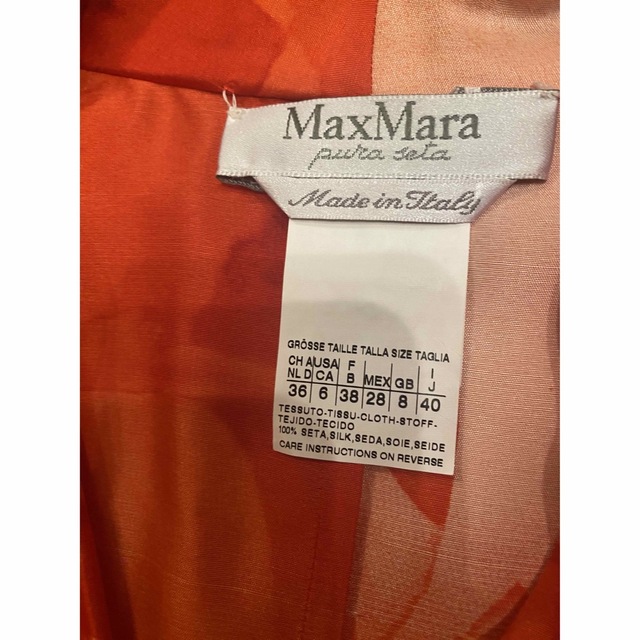 MaxMara
pura seta
Made in Italy
GRÖSSE TAILLE TALLA SIZE TAGLIA
CH A USA F I
NL D CA B MEX GB J
36 6 38 28 8 40
TESSUTO-TISSU-CLOTH-STOFF-
TEJIDO-TECIDO
100% SETA,SILK,SEDA,SOIE,SEIDE
CARE INSTRUCTIONS ON REVERSE